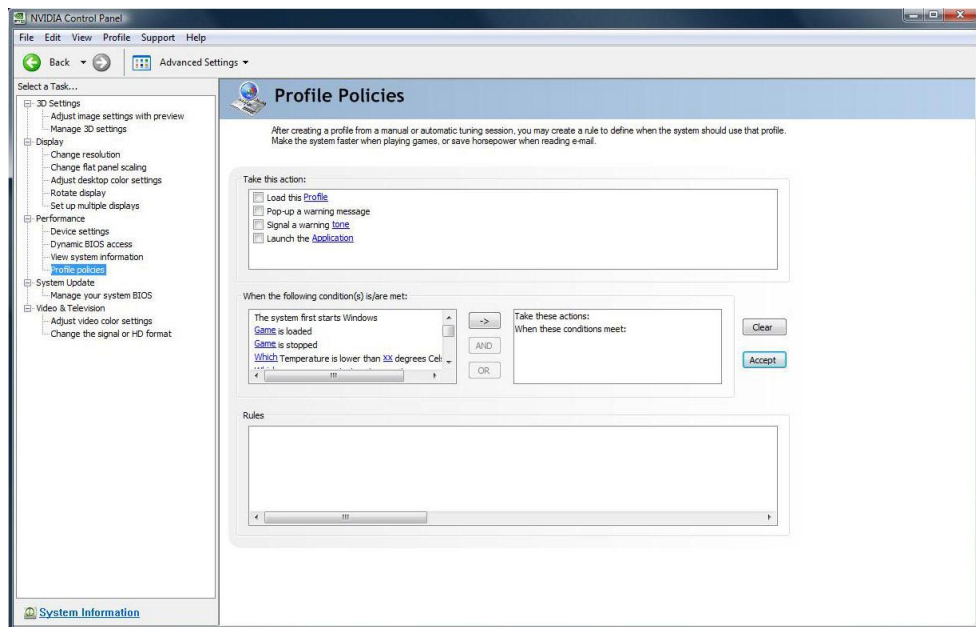 NVIDIA Control Panel
File Edit View Profile Support Help
Back Advanced Settings
Select a Task...
3D Settings
Adjust image settings with preview
Manage 3D settings
Display
Change resolution
Change flat panel scaling
Adjust desktop color settings
Rotate display
Set up multiple displays
Performance
Device settings
Dynamic BIOS access
View system information
Profile policies
System Update
Manage your system BIOS
Video & Television
Adjust video color settings
Change the signal or HD format
System Information
Profile Policies
After creating a profile from a manual or automatic tuning session, you may create a rule to define when the system should use that profile.
Make the system faster when playing games, or save horsepower when reading e-mail.
Take this action:
Load this Profile
Pop-up a warning message
Signal a warning tone
Launch the Application
When the following condition(s) is/are met:
The system first starts Windows
Game is loaded
Game is stopped
Which Temperature is lower than xx degrees Cel
->
AND
OR
Take these actions:
When these conditions meet:
Clear
Accept
Rules